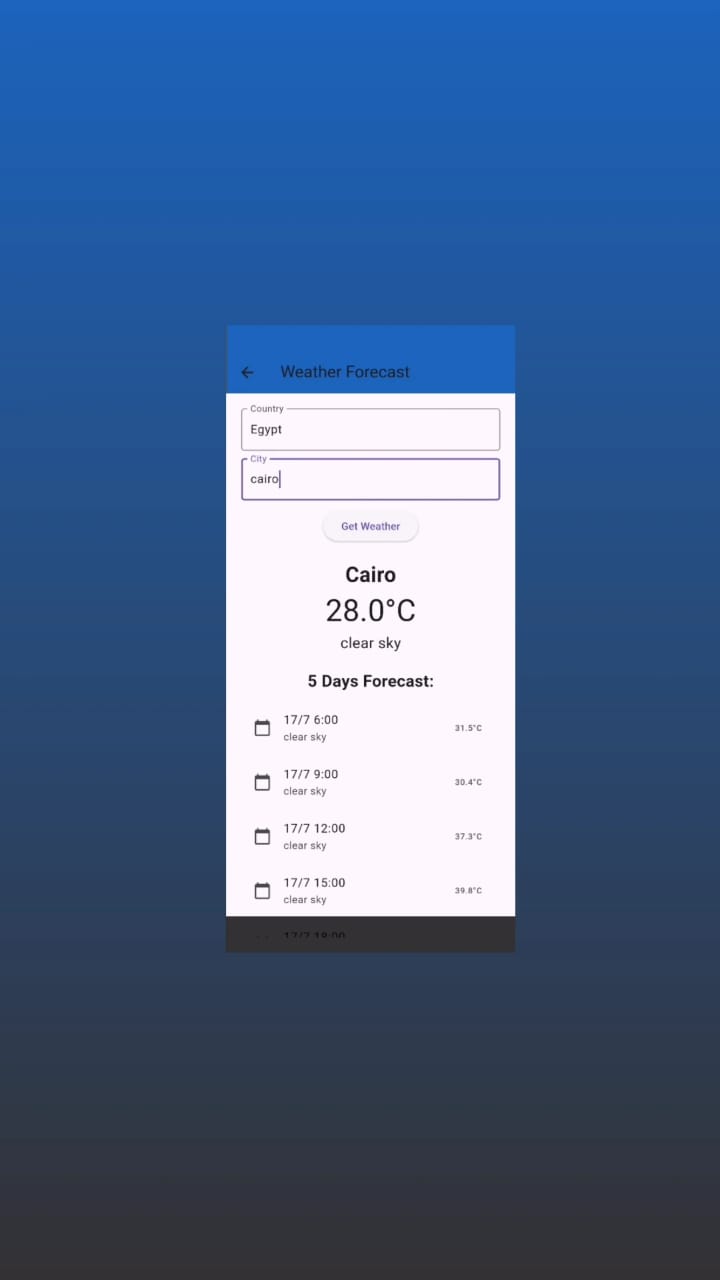 Weather Forecast
Country
Egypt
City
cairo
Get Weather
Cairo
28.0°C
clear sky
5 Days Forecast:
17/7 6:00
clear sky
31.5°C
17/7 9:00
clear sky
30.4°C
17/7 12:00
clear sky
37.3°C
17/7 15:00
clear sky
39.8°C
17/7 18:00